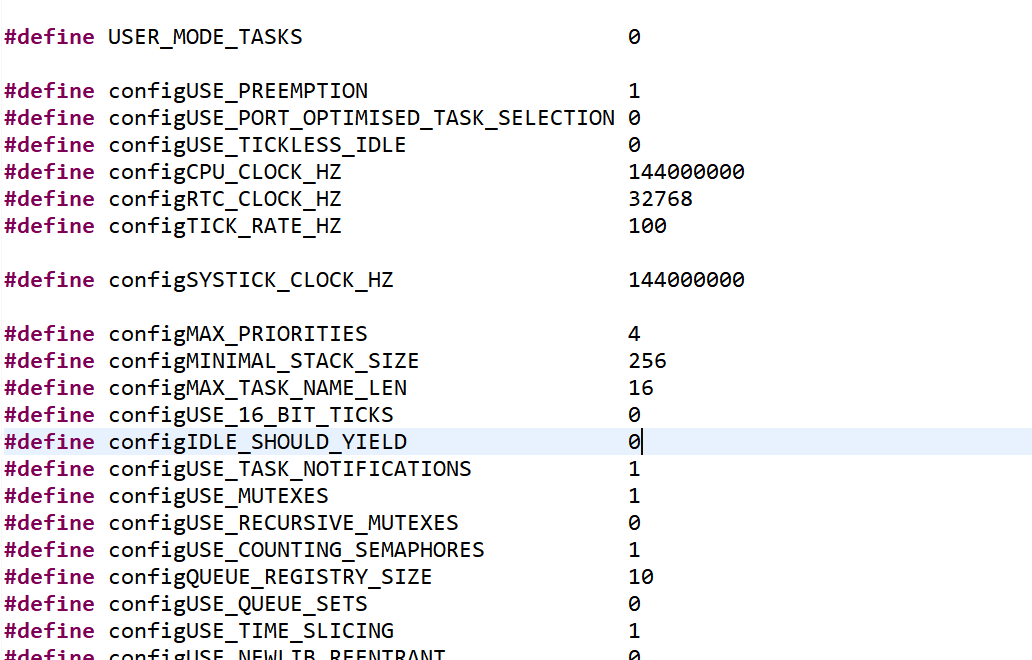 #define USER_MODE_TASKS 0
#define configUSE_PREEMPTION 1
#define configUSE_PORT_OPTIMISED_TASK_SELECTION 0
#define configUSE_TICKLESS_IDLE 0
#define configCPU_CLOCK_HZ 144000000
#define configRTC_CLOCK_HZ 32768
#define configTICK_RATE_HZ 100
#define configSYSTICK_CLOCK_HZ 144000000
#define configMAX_PRIORITIES 4
#define configMINIMAL_STACK_SIZE 256
#define configMAX_TASK_NAME_LEN 16
#define configUSE_16_BIT_TICKS 0
#define configIDLE_SHOULD_YIELD 0
#define configUSE_TASK_NOTIFICATIONS 1
#define configUSE_MUTEXES 1
#define configUSE_RECURSIVE_MUTEXES 0
#define configUSE_COUNTING_SEMAPHORES 1
#define configQUEUE_REGISTRY_SIZE 10
#define configUSE_QUEUE_SETS 0
#define configUSE_TIME_SLICING 1
#define configUSE_NEWLIB_REENTRANT 0